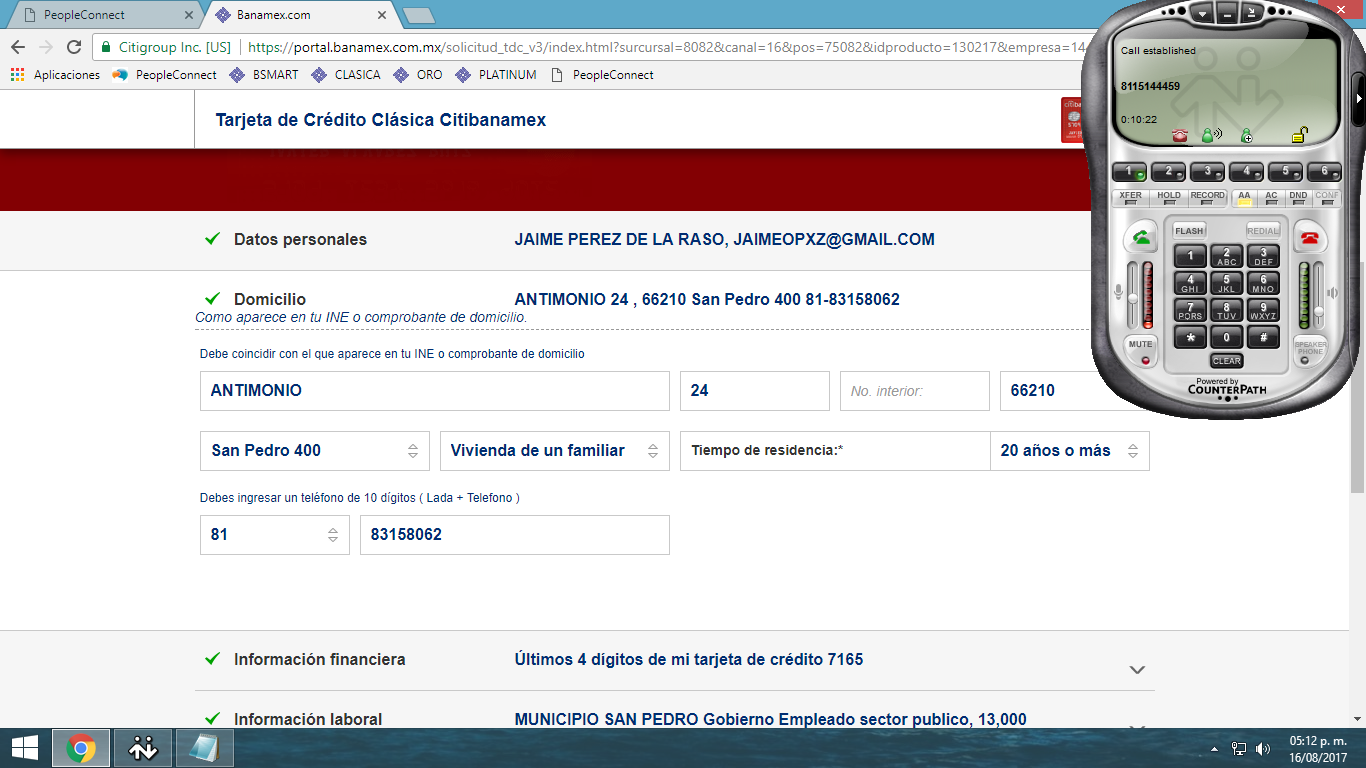 PeopleConnect
Banamex.com
Citigroup Inc. [US]
https://portal.banamex.com.mx/solicitud_tdc_v3/index.html?sursal=8082&canal=16&pos=75082&idproducto=130217&empresa=14
Aplicaciones PeopleConnect BSMART CLASICA ORO PLATINUM PeopleConnect
Tarjeta de Crédito Clásica Citibanamex
Datos personales JAIME PEREZ DE LA RASO, JAIMEOPXZ@GMAIL.COM
Domicilio ANTIMONIO 24 , 66210 San Pedro 400 81-83158062
Como aparece en tu INE o comprobante de domicilio.
Debe coincidir con el que aparece en tu INE o comprobante de domicilio
ANTIMONIO 24 No. interior: 66210
San Pedro 400 Vivienda de un familiar Tiempo de residencia:* 20 años o más
Debes ingresar un teléfono de 10 dígitos ( Lada + Telefono )
81 83158062
Información financiera Últimos 4 dígitos de mi tarjeta de crédito 7165
Información laboral MUNICIPIO SAN PEDRO Gobierno Empleado sector publico, 13,000
Call established
8115144459
0:10:22
1 2 3 4 5 6
XFER HOLD RECORD AA AC DND CONF
FLASH REDIAL
1 2 ABC 3 DEF
4 GHI 5 JKL 6 MNO
7 PQRS 8 TUV 9 WXYZ
* 0 #
MUTE CLEAR SPEAKER PHONE
Powered by
COUNTERPATH
05:12 p. m.
16/08/2017